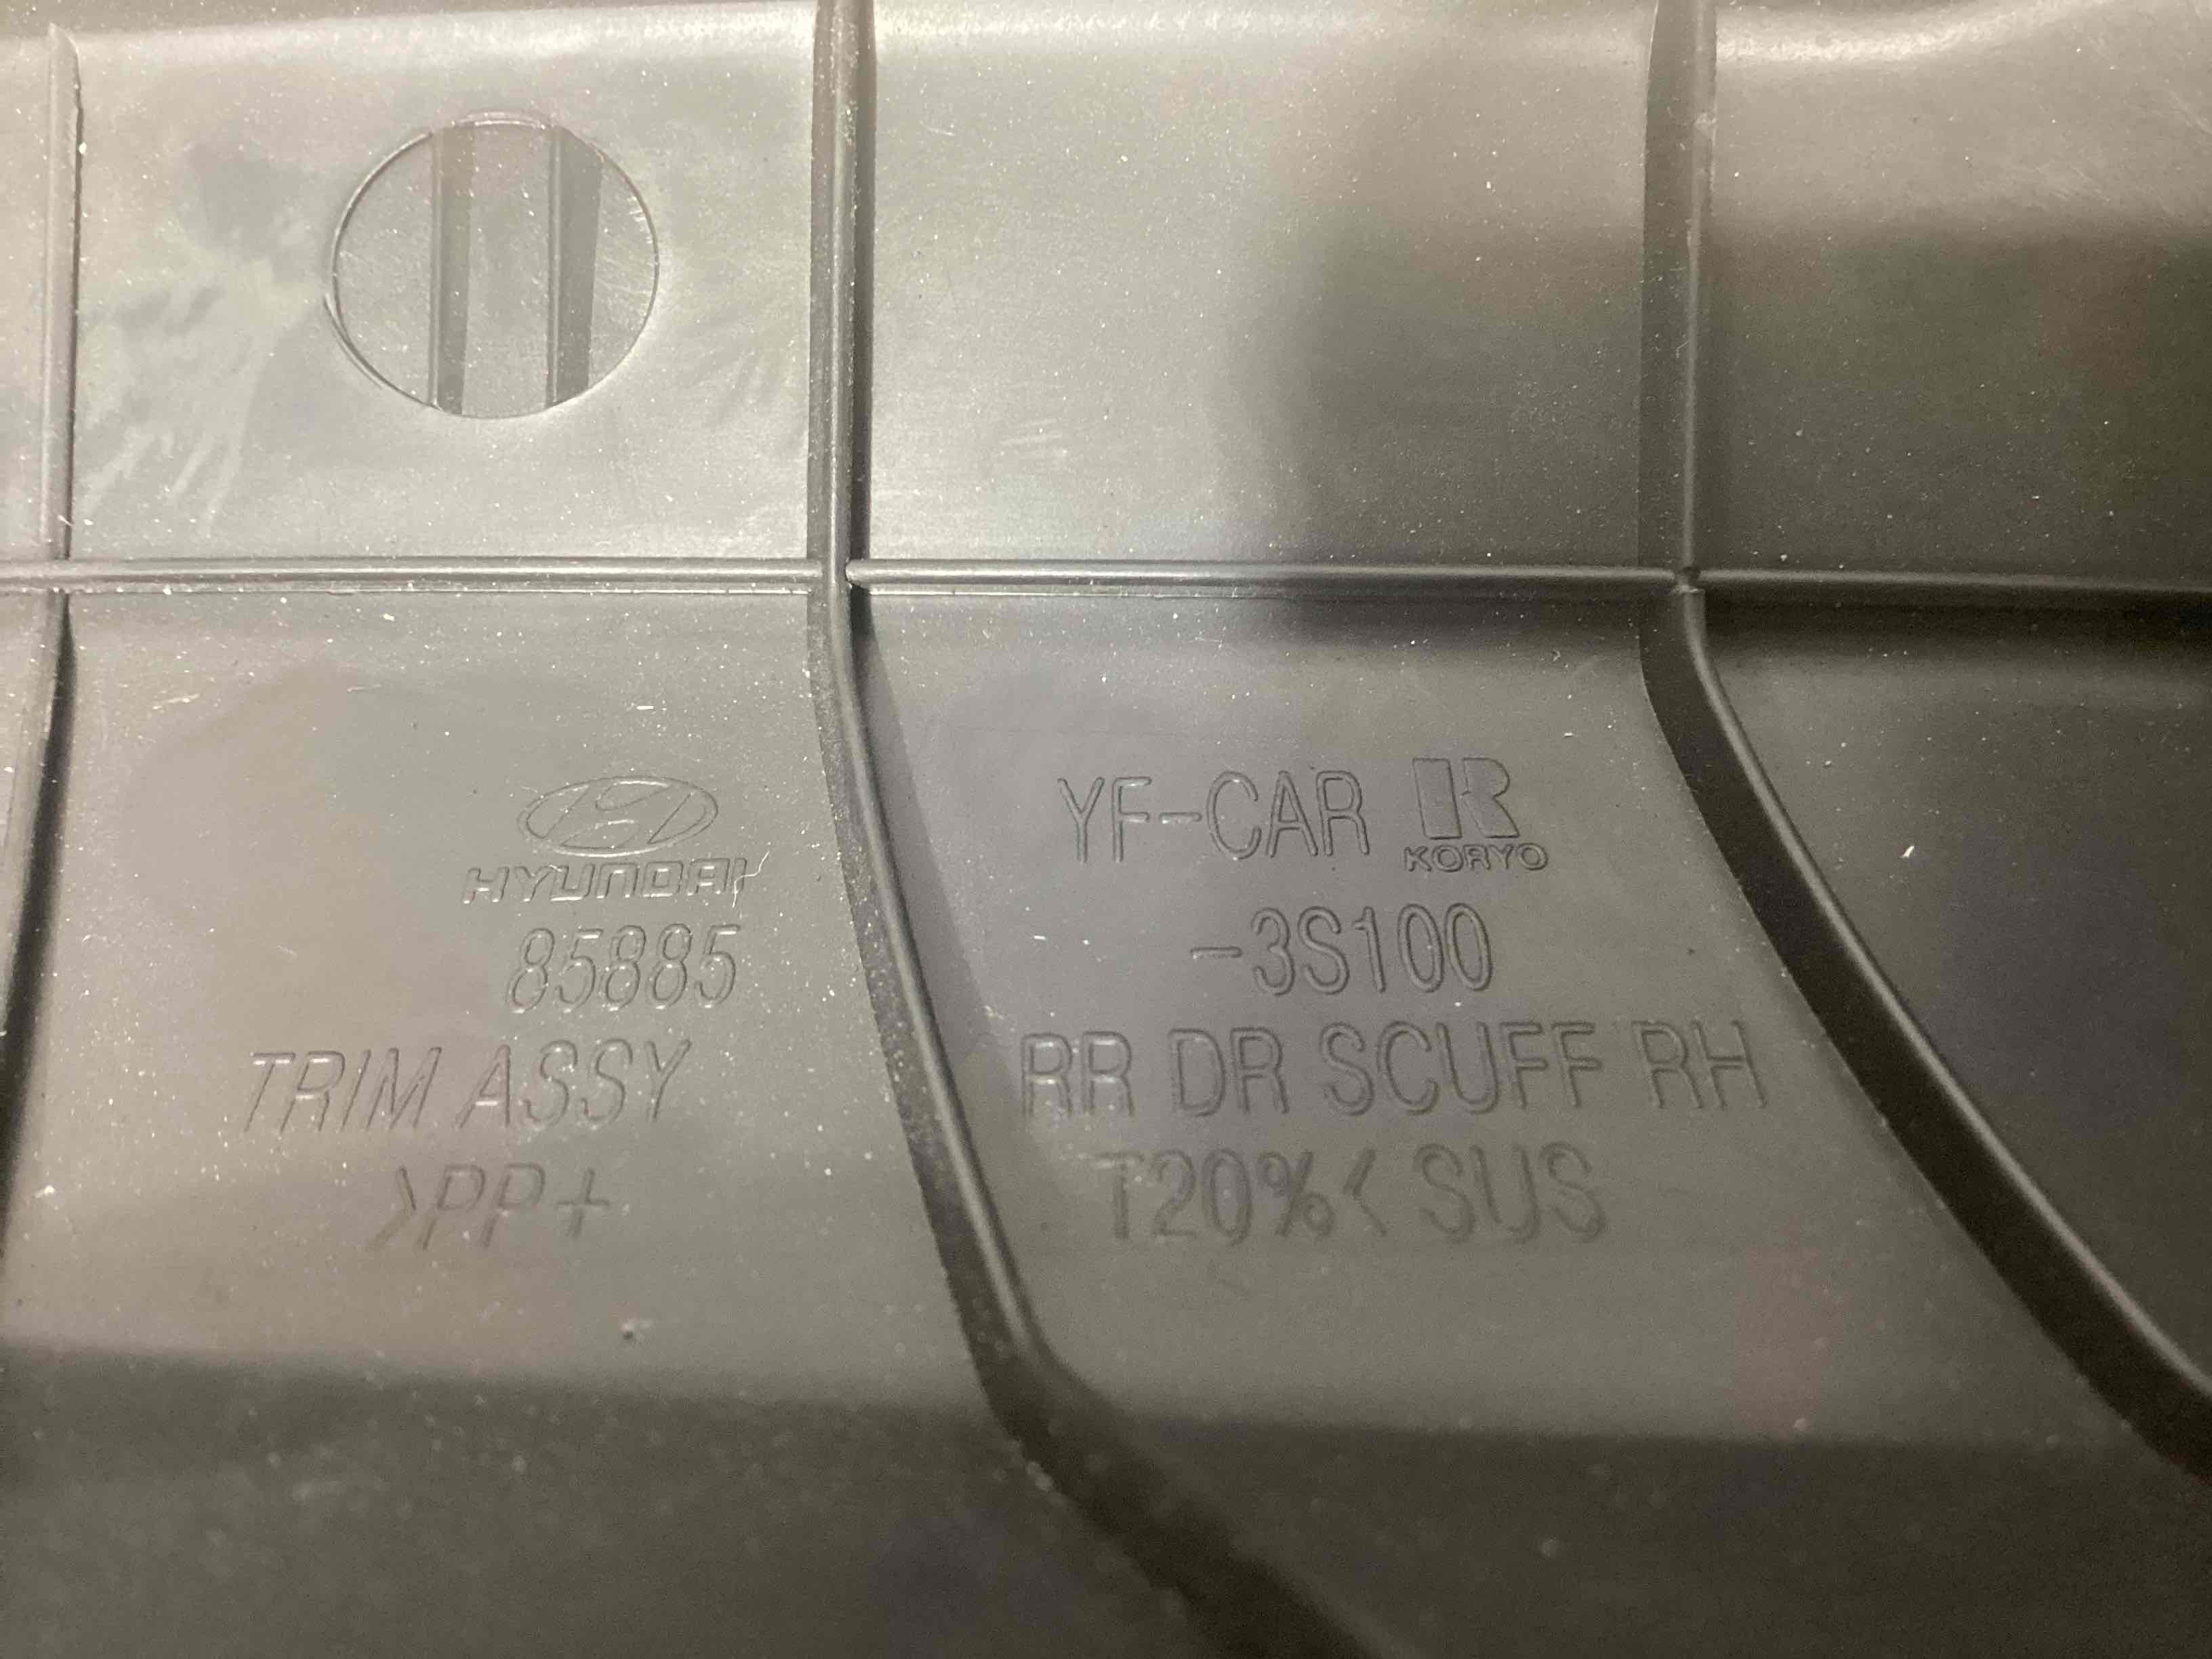 HYUNDAI YF-CAR KORYO
85885 -3S100
TRIM ASSY RR DR SCUFF RH
>PP+ T20%< SUS